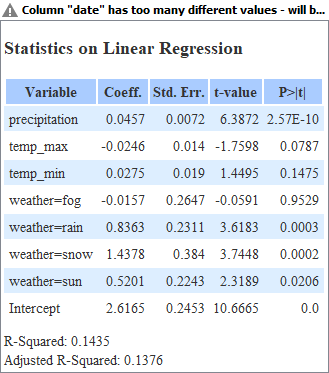 Column "date" has too many different values - will b...
Statistics on Linear Regression
Variable Coeff. Std. Err. t-value P>|t|
precipitation 0.0457 0.0072 6.3872 2.57E-10
temp_max -0.0246 0.014 -1.7598 0.0787
temp_min 0.0275 0.019 1.4495 0.1475
weather=fog -0.0157 0.2647 -0.0591 0.9529
weather=rain 0.8363 0.2311 3.6183 0.0003
weather=snow 1.4378 0.384 3.7448 0.0002
weather=sun 0.5201 0.2243 2.3189 0.0206
Intercept 2.6165 0.2453 10.6665 0.0
R-Squared: 0.1435
Adjusted R-Squared: 0.1376